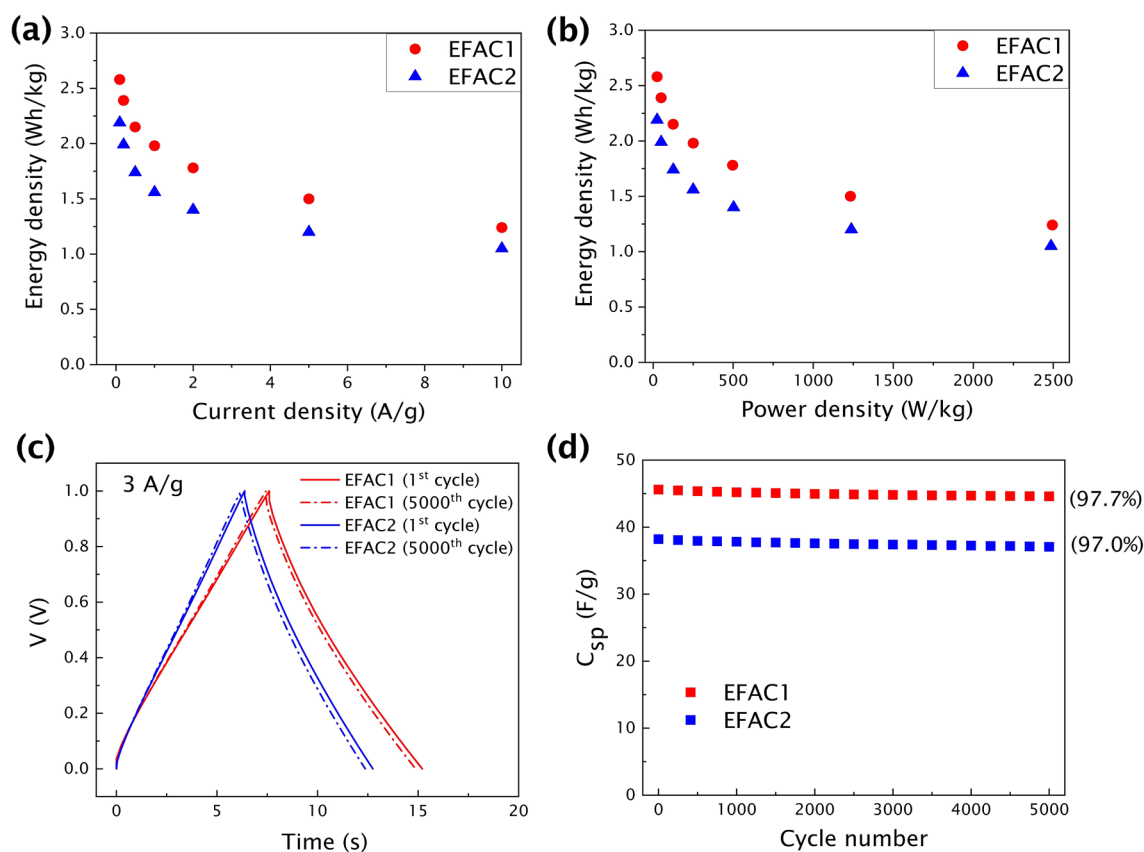 (a)
EFAC1
EFAC2
3.0
2.5
2.0
1.5
1.0
0.5
0.0
Energy density (Wh/kg)
0 2 4 6 8 10
Current density (A/g)
(b)
EFAC1
EFAC2
3.0
2.5
2.0
1.5
1.0
0.5
0.0
Energy density (Wh/kg)
0 500 1000 1500 2000 2500
Power density (W/kg)
(c)
3 A/g
EFAC1 (1st cycle)
EFAC1 (5000th cycle)
EFAC2 (1st cycle)
EFAC2 (5000th cycle)
1.0
0.8
0.6
0.4
0.2
0.0
V (V)
0 5 10 15 20
Time (s)
(d)
50
40
30
20
10
0
Csp (F/g)
(97.7%)
(97.0%)
EFAC1
EFAC2
0 1000 2000 3000 4000 5000
Cycle number